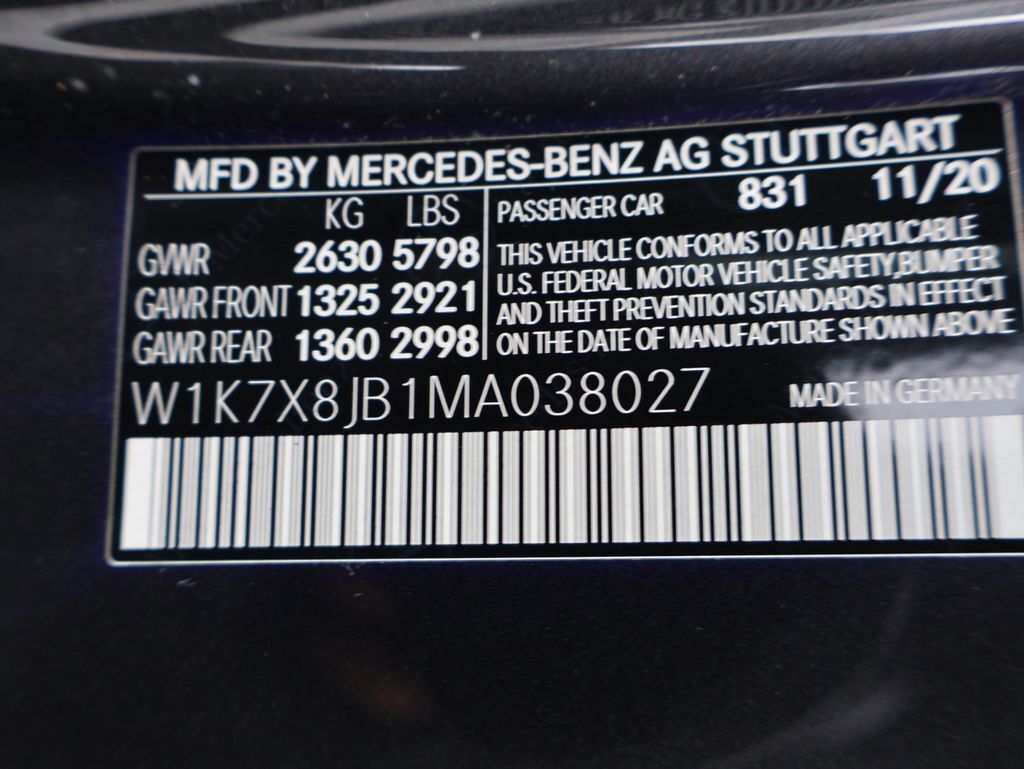 MFD BY MERCEDES-BENZ AG STUTTGART
KG LBS
GVWR 2630 5798
GAWR FRONT 1325 2921
GAWR REAR 1360 2998
PASSENGER CAR 831 11/20
THIS VEHICLE CONFORMS TO ALL APPLICABLE
U.S. FEDERAL MOTOR VEHICLE SAFETY,BUMPER
AND THEFT PREVENTION STANDARDS IN EFFECT
ON THE DATE OF MANUFACTURE SHOWN ABOVE
W1K7X8JB1MA038027 MADE IN GERMANY